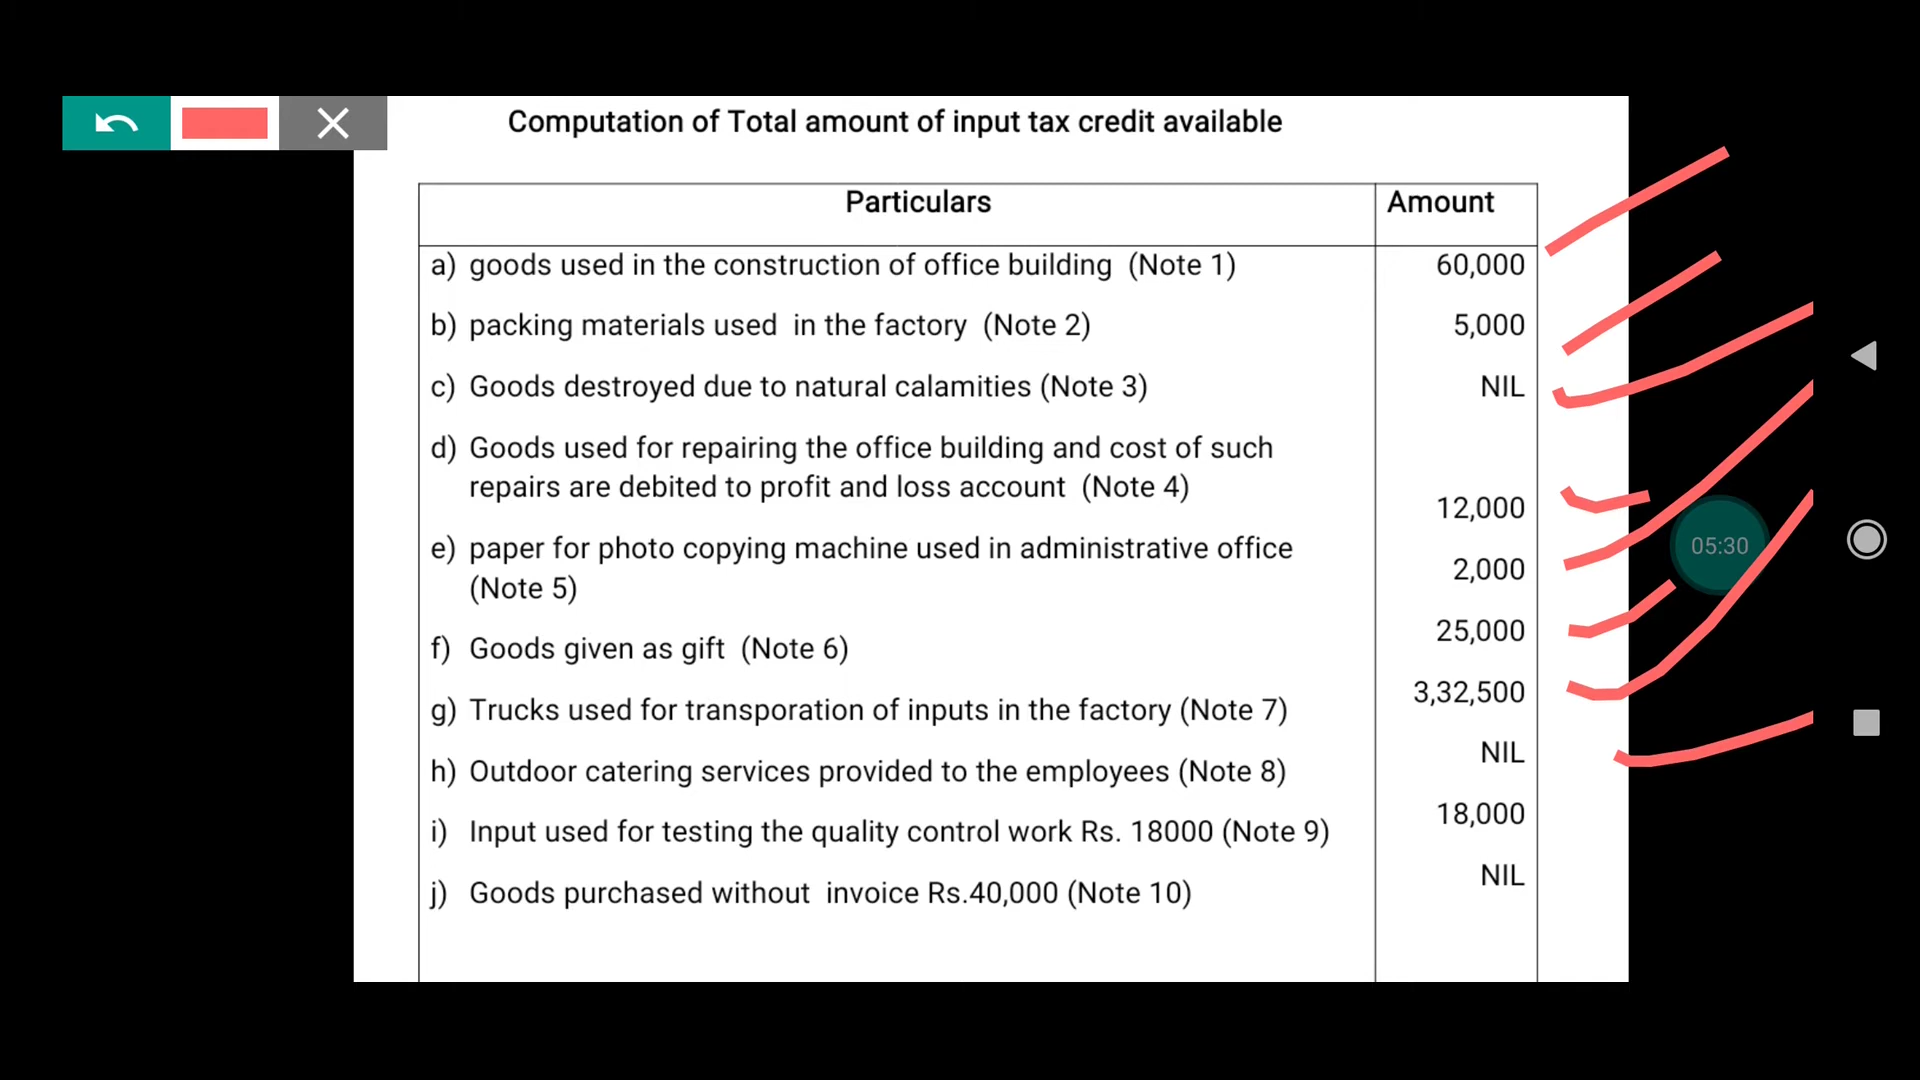 Computation of Total amount of input tax credit available
Particulars Amount
a) goods used in the construction of office building (Note 1) 60,000
b) packing materials used in the factory (Note 2) 5,000
c) Goods destroyed due to natural calamities (Note 3) NIL
d) Goods used for repairing the office building and cost of such
repairs are debited to profit and loss account (Note 4) 12,000
e) paper for photo copying machine used in administrative office 2,000
(Note 5)
f) Goods given as gift (Note 6) 25,000
g) Trucks used for transporation of inputs in the factory (Note 7) 3,32,500
h) Outdoor catering services provided to the employees (Note 8) NIL
i) Input used for testing the quality control work Rs. 18000 (Note 9) 18,000
j) Goods purchased without invoice Rs.40,000 (Note 10) NIL
05:30